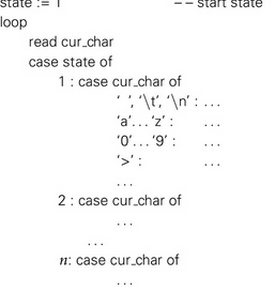 state := 1 –– start state
loop
read cur_char
case state of
1 : case cur_char of
‘ ’, ‘\t’, ‘\n’ : ...
‘a’...‘z’ : ...
‘0’...‘9’ : ...
‘>’ : ...
...
2 : case cur_char of
...
...
n: case cur_char of
...